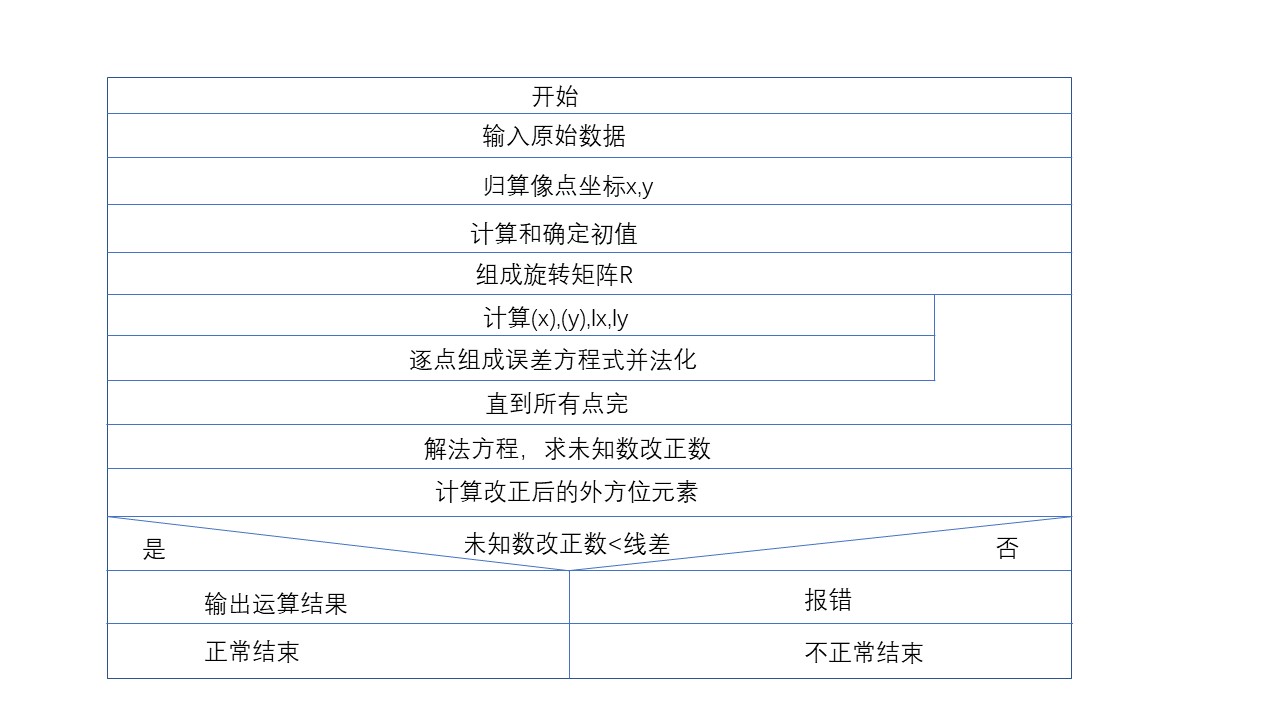 开始
输入原始数据
归算像点坐标x,y
计算和确定初值
组成旋转矩阵R
计算(x),(y),lx,ly
逐点组成误差方程式并法化
直到所有点完
解法方程，求未知数改正数
计算改正后的外方位元素
未知数改正数<线差
是
否
输出运算结果
报错
正常结束
不正常结束